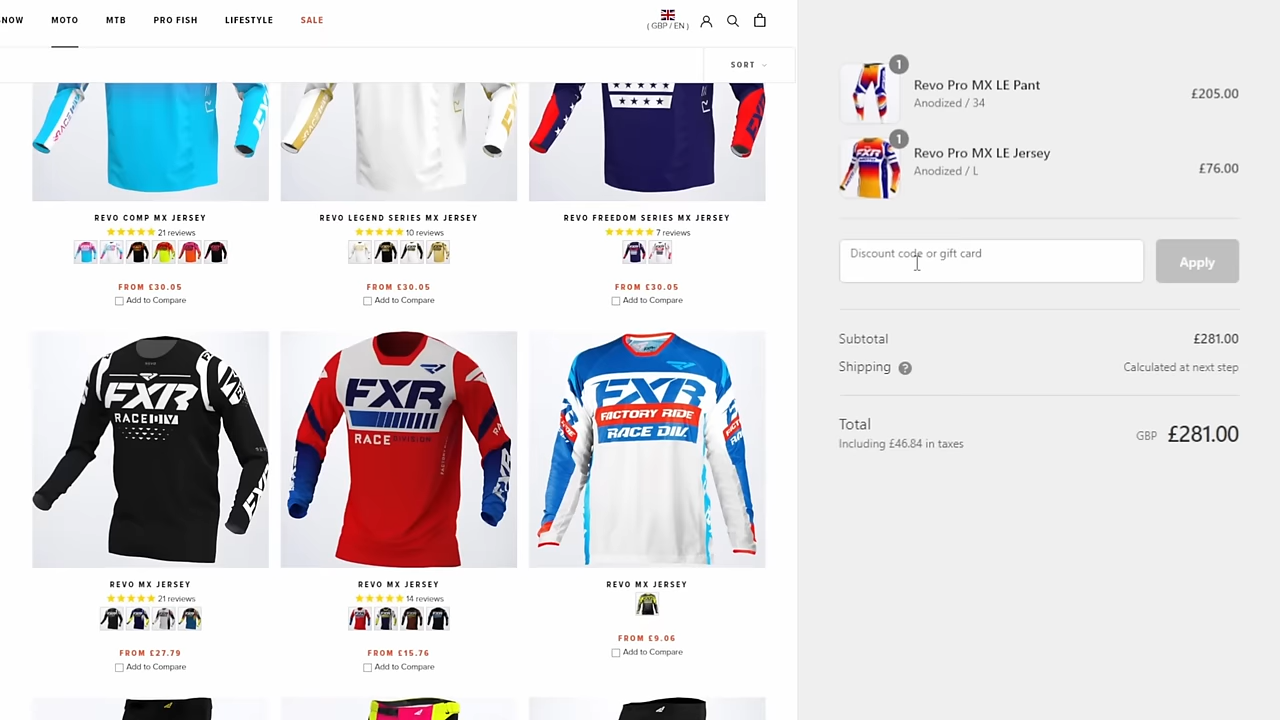 SNOW MOTO MTB PRO FISH LIFESTYLE SALE
( GBP / EN )
SORT
REVO COMP MX JERSEY
21 reviews
FROM £30.05
Add to Compare
REVO LEGEND SERIES MX JERSEY
10 reviews
FROM £30.05
Add to Compare
REVO FREEDOM SERIES MX JERSEY
7 reviews
FROM £30.05
Add to Compare
FXR
RACE DIV
REVO MX JERSEY
21 reviews
FROM £27.79
Add to Compare
FXR
RACE DIVISION
REVO MX JERSEY
14 reviews
FROM £15.76
Add to Compare
FXR
FACTORY RIDE
RACE DIV.
REVO MX JERSEY
FROM £9.06
Add to Compare
1
Revo Pro MX LE Pant
Anodized / 34
£205.00
1
Revo Pro MX LE Jersey
Anodized / L
£76.00
Discount code or gift card
Apply
Subtotal £281.00
Shipping ? Calculated at next step
Total
Including £46.84 in taxes
GBP £281.00